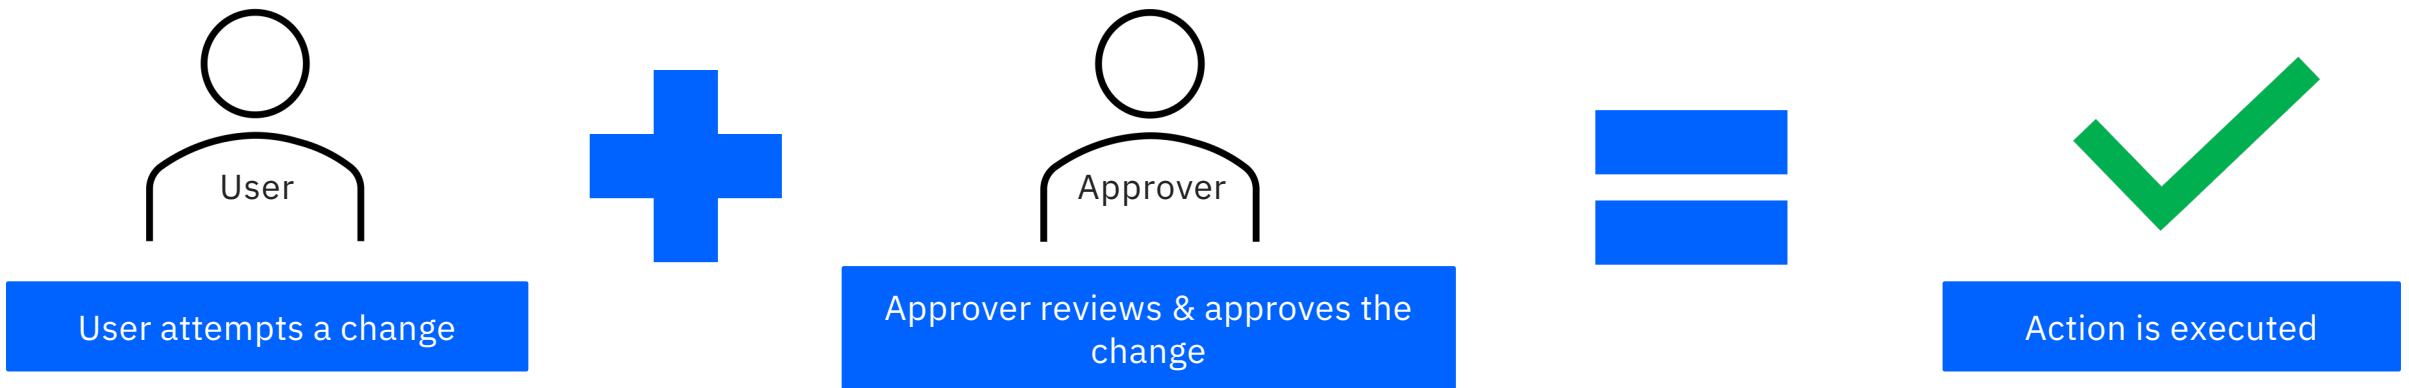 User
Approver
User attempts a change
Approver reviews & approves the
change
Action is executed